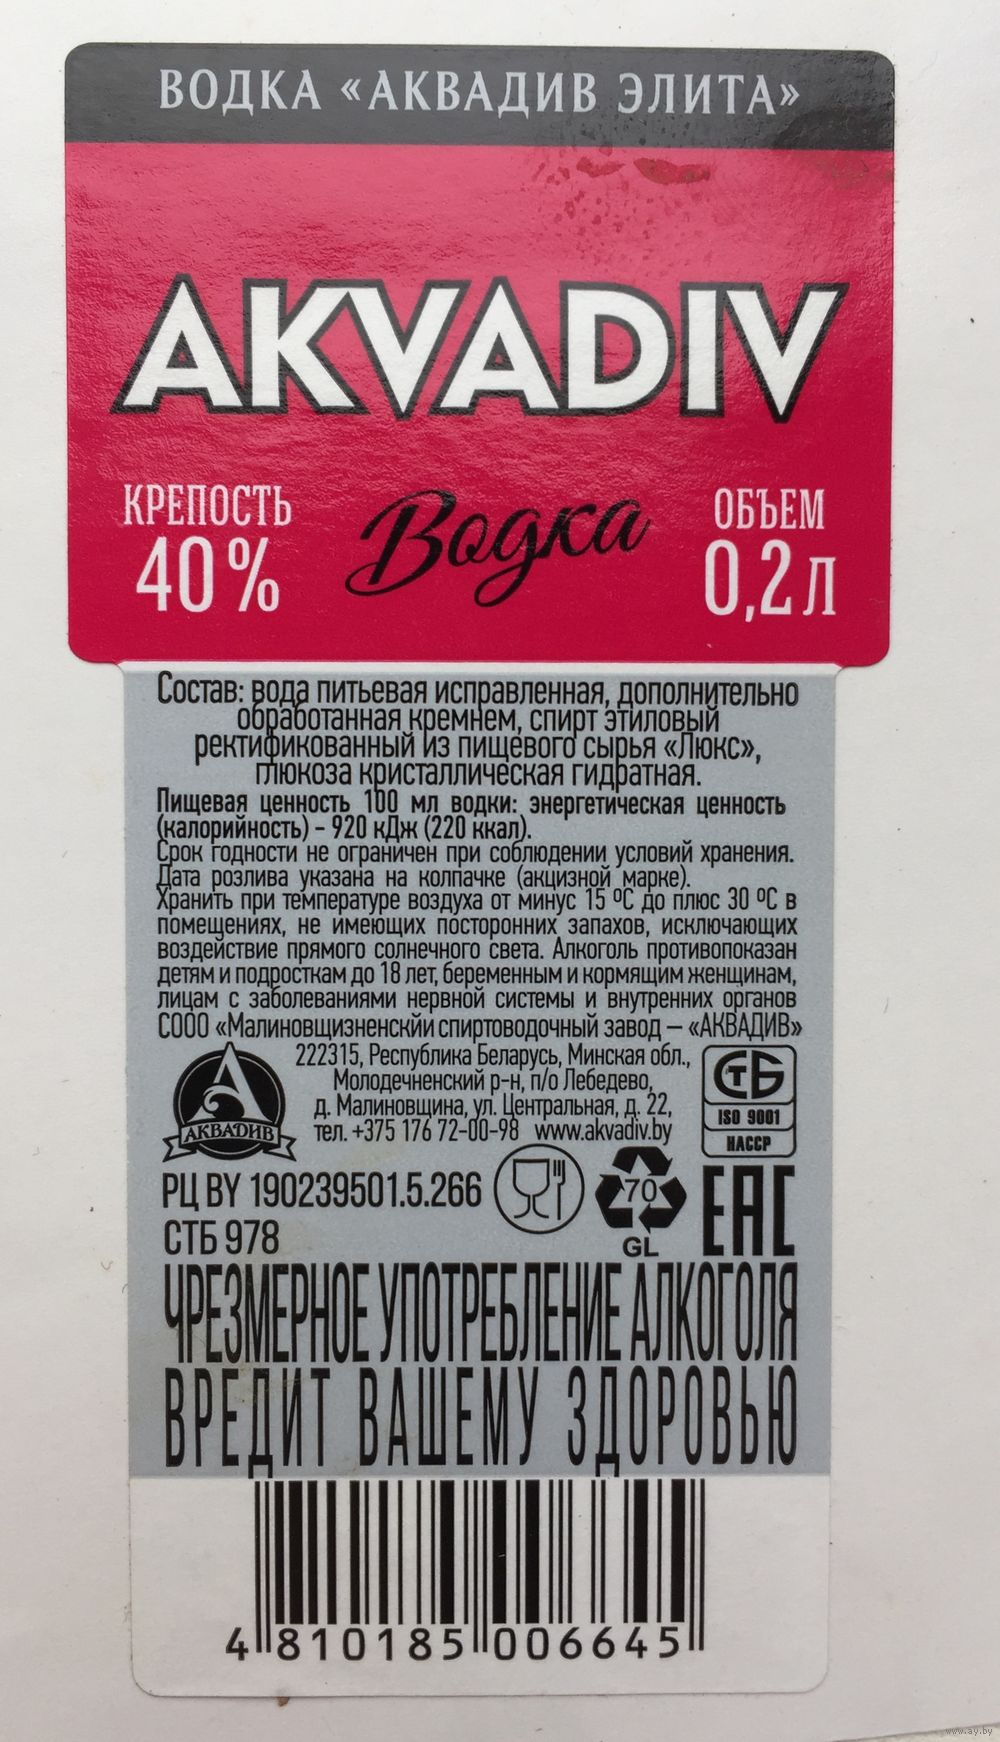 ВОДКА «АКВАДИВ ЭЛИТА»
AKVADIV
КРЕПОСТЬ
40%
Водка
ОБЪЕМ
0,2 л
Состав: вода питьевая исправленная, дополнительно
обработанная кремнем, спирт этиловый
ректификованный из пищевого сырья «Люкс»,
глюкоза кристаллическая гидратная.
Пищевая ценность 100 мл водки: энергетическая ценность
(калорийность) – 920 кДж (220 ккал).
Срок годности не ограничен при соблюдении условий хранения.
Дата розлива указана на колпачке (акцизной марке).
Хранить при температуре воздуха от минус 15 ºС до плюс 30 ºС в
помещениях, не имеющих посторонних запахов, исключающих
воздействие прямого солнечного света. Алкоголь противопоказан
детям и подросткам до 18 лет, беременным и кормящим женщинам,
лицам с заболеваниями нервной системы и внутренних органов
СООО «Малиновщизненскйи спиртоводочный завод – «АКВАДИВ»
222315, Республика Беларусь, Минская обл.,
Молодечненский р-н, п/о Лебедево,
д. Малиновщина, ул. Центральная, д. 22,
тел. +375 176 72-00-98 www.akvadiv.by
АКВАДИВ
СТБ
ISO 9001
HACCP
РЦ BY 190239501.5.266
СТБ 978
70
GL
EAC
ЧРЕЗМЕРНОЕ УПОТРЕБЛЕНИЕ АЛКОГОЛЯ
ВРЕДИТ ВАШЕМУ ЗДОРОВЬЮ
4 810185 006645
www.ay.by